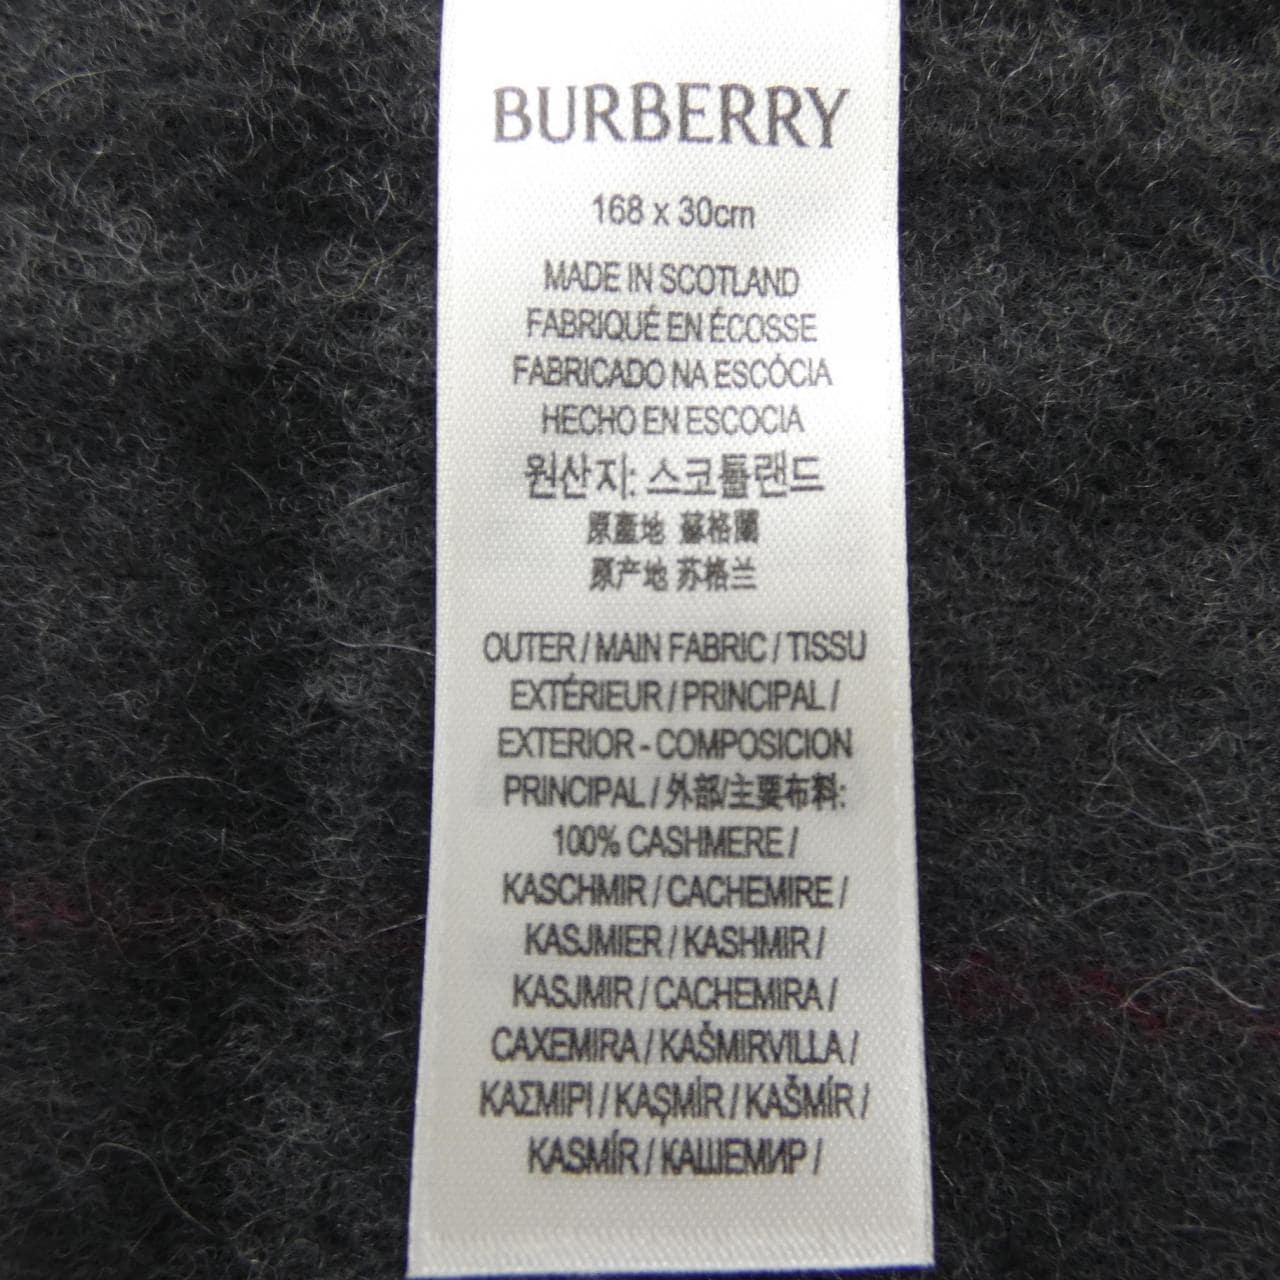 BURBERRY
168 x 30cm
MADE IN SCOTLAND
FABRIQUÉ EN ÉCOSSE
FABRICADO NA ESCÓCIA
HECHO EN ESCOCIA
원산지: 스코틀랜드
原產地 蘇格蘭
原产地 苏格兰
OUTER / MAIN FABRIC / TISSU
EXTÉRIEUR / PRINCIPAL /
EXTERIOR - COMPOSICION
PRINCIPAL / 外部/主要布料:
100% CASHMERE /
KASCHMIR / CACHEMIRE /
KASJMIER / KASHMIR /
KASJMIR / CACHEMIRA /
CAXEMIRA / KAŠMIRVILLA /
ΚΑΣΜΙΡΙ / KAŞMİR / KAŠMÍR /
KASMÍR / КАШЕМИР /